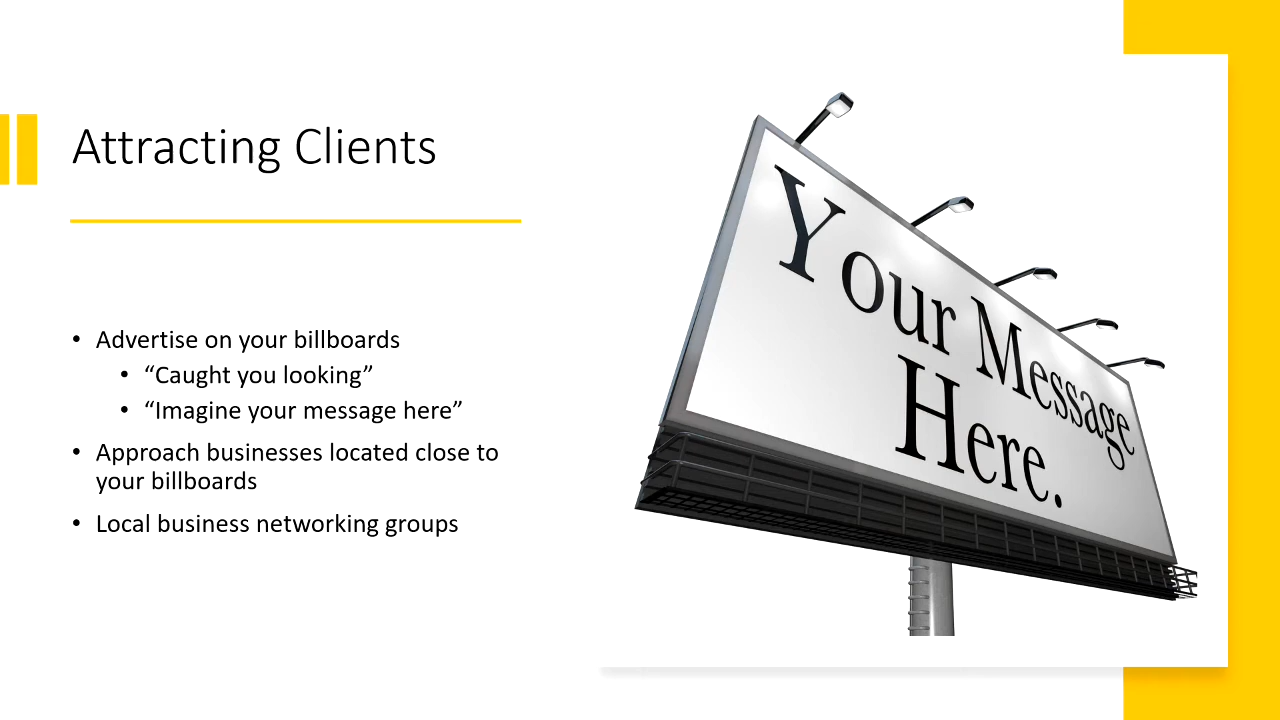 Attracting Clients
• Advertise on your billboards
• “Caught you looking”
• “Imagine your message here”
• Approach businesses located close to
your billboards
• Local business networking groups
Your Message
Here.